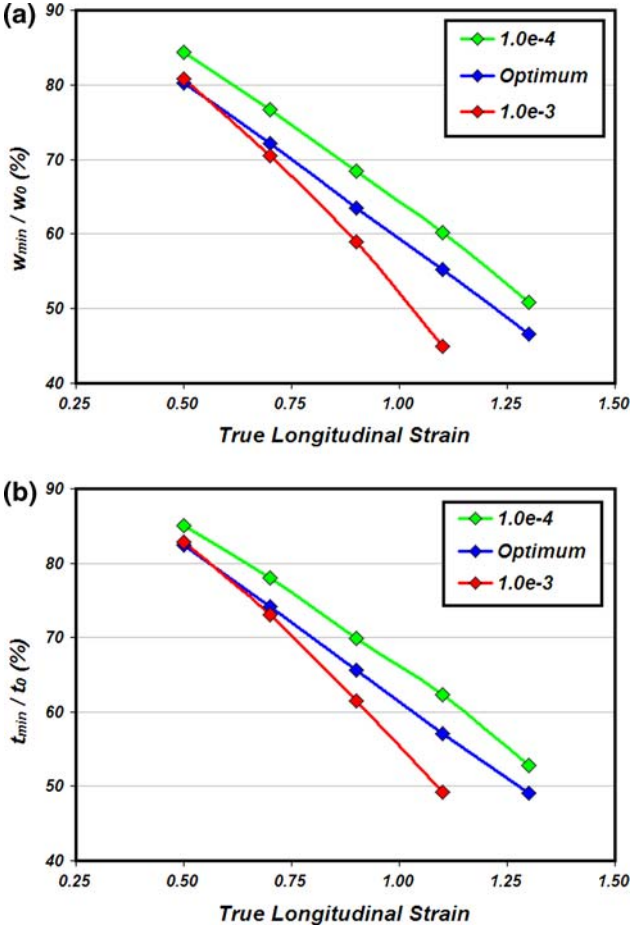 (a)
90
80
70
60
50
40
w_min / w_0 (%)
1.0e-4
Optimum
1.0e-3
0.25 0.50 0.75 1.00 1.25 1.50
True Longitudinal Strain
(b)
90
80
70
60
50
40
t_min / t_0 (%)
1.0e-4
Optimum
1.0e-3
0.25 0.50 0.75 1.00 1.25 1.50
True Longitudinal Strain